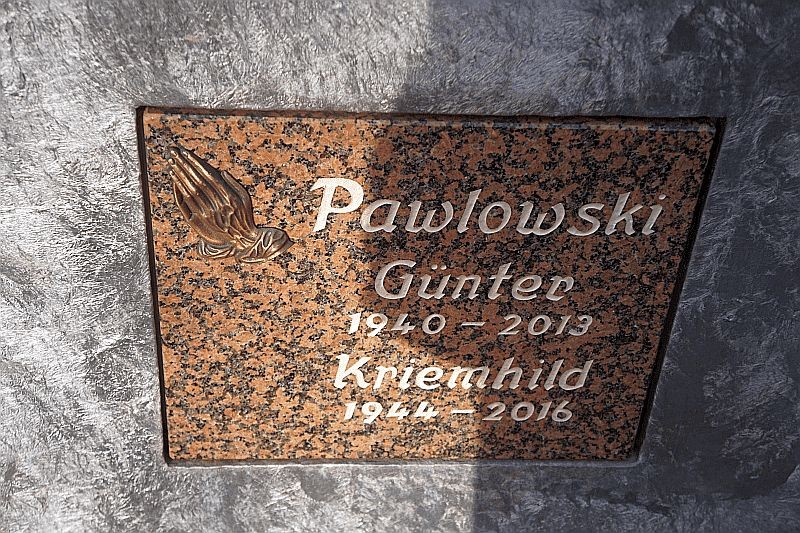 Pawlowski
Günter
1940 – 2013
Kriemhild
1944 – 2016